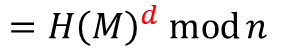 = H(M)^d mod n